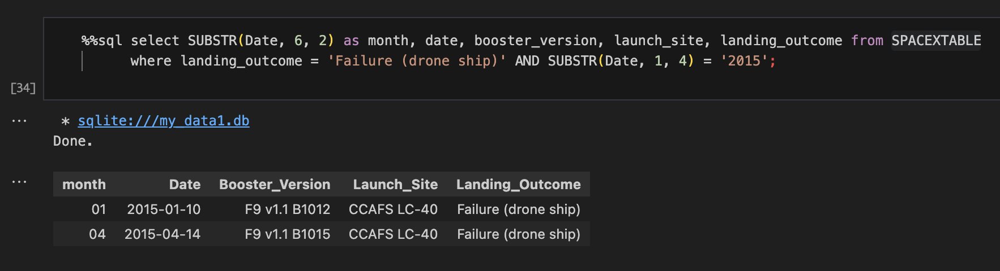 %%sql select SUBSTR(Date, 6, 2) as month, date, booster_version, launch_site, landing_outcome from SPACEXTABLE
where landing_outcome = 'Failure (drone ship)' AND SUBSTR(Date, 1, 4) = '2015';
[34]
... * sqlite:///my_data1.db
Done.
... month Date Booster_Version Launch_Site Landing_Outcome
01 2015-01-10 F9 v1.1 B1012 CCAFS LC-40 Failure (drone ship)
04 2015-04-14 F9 v1.1 B1015 CCAFS LC-40 Failure (drone ship)